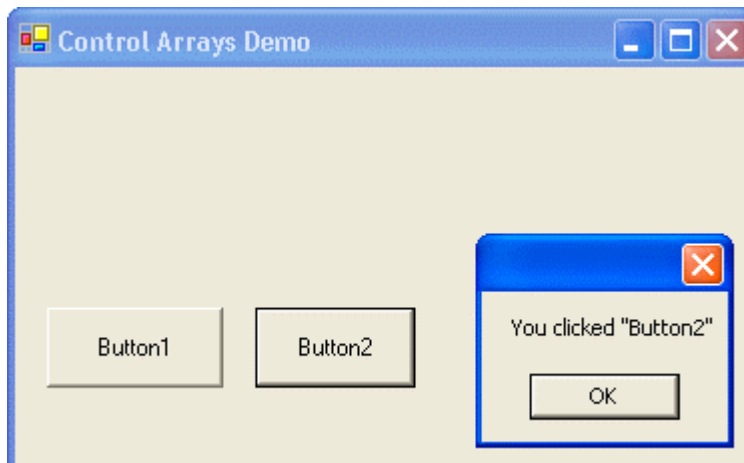 Control Arrays Demo
Button1
Button2
You clicked "Button2"
OK